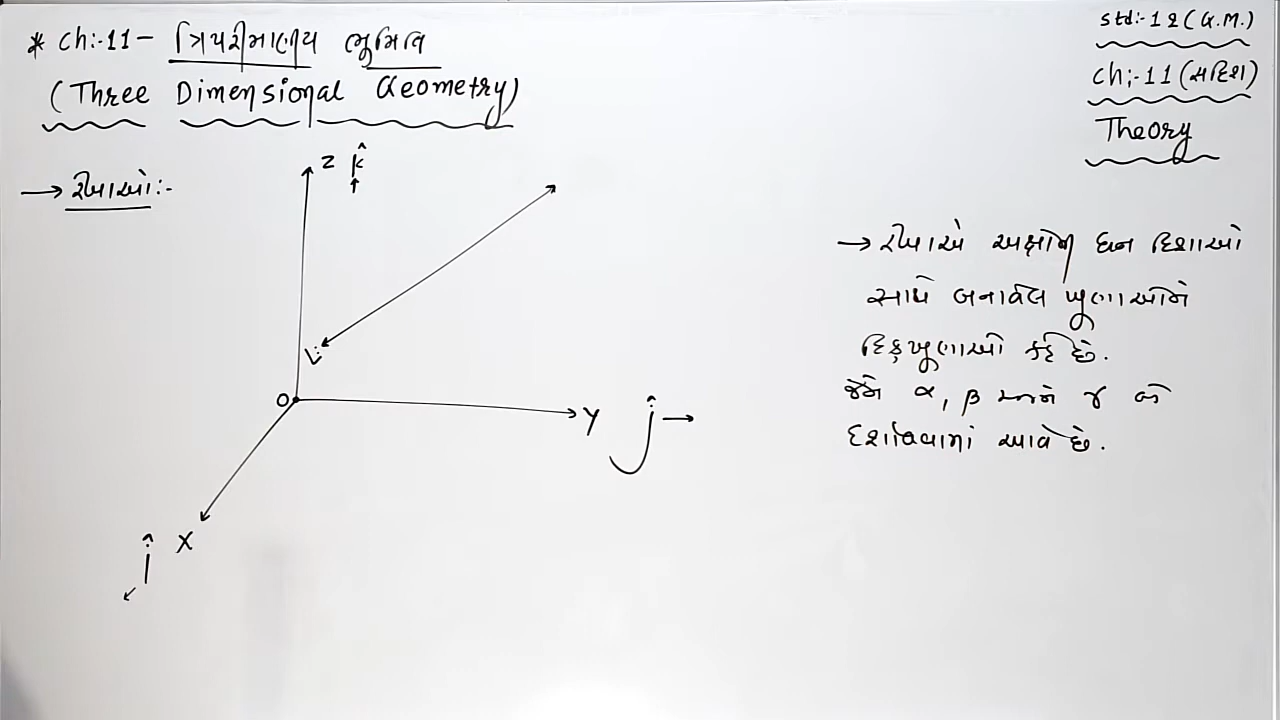 * Ch:-11 - ત્રિપરીમાણીય ભુમિતિ
(Three Dimensional Geometry)
Std:- 12 (G.M.)
Ch:-11 (સદિશ)
Theory
→ રેખાઓ:-
Z k̂
L:
O
Y ĵ
X
î
→ રેખાએ અક્ષોની ઘન દિશાઓ
સાથે બનાવેલ ખૂણાઓને
દિક્ખૂણાઓ કહે છે.
જેને α, β અને γ વડે
દર્શાવવામાં આવે છે.